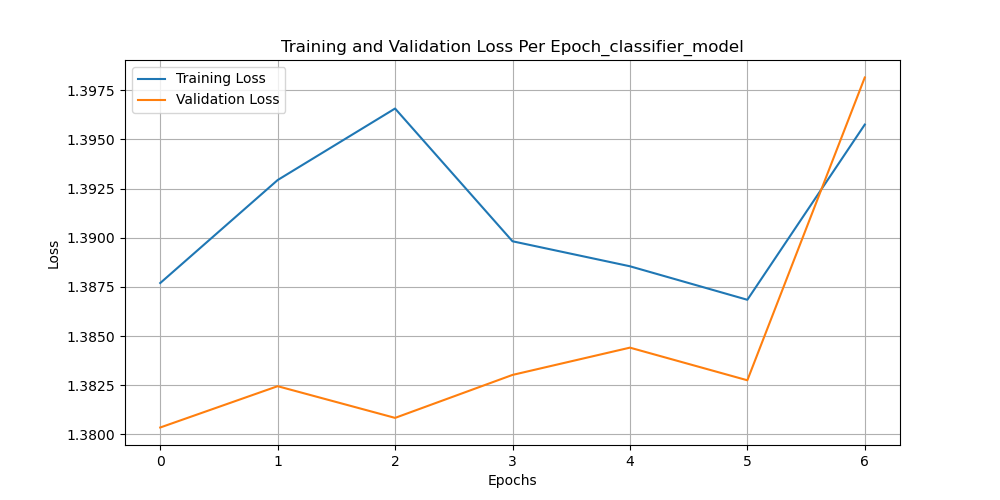 Training and Validation Loss Per Epoch_classifier_model
Training Loss
Validation Loss
1.3975
1.3950
1.3925
1.3900
1.3875
1.3850
1.3825
1.3800
Loss
0 1 2 3 4 5 6
Epochs